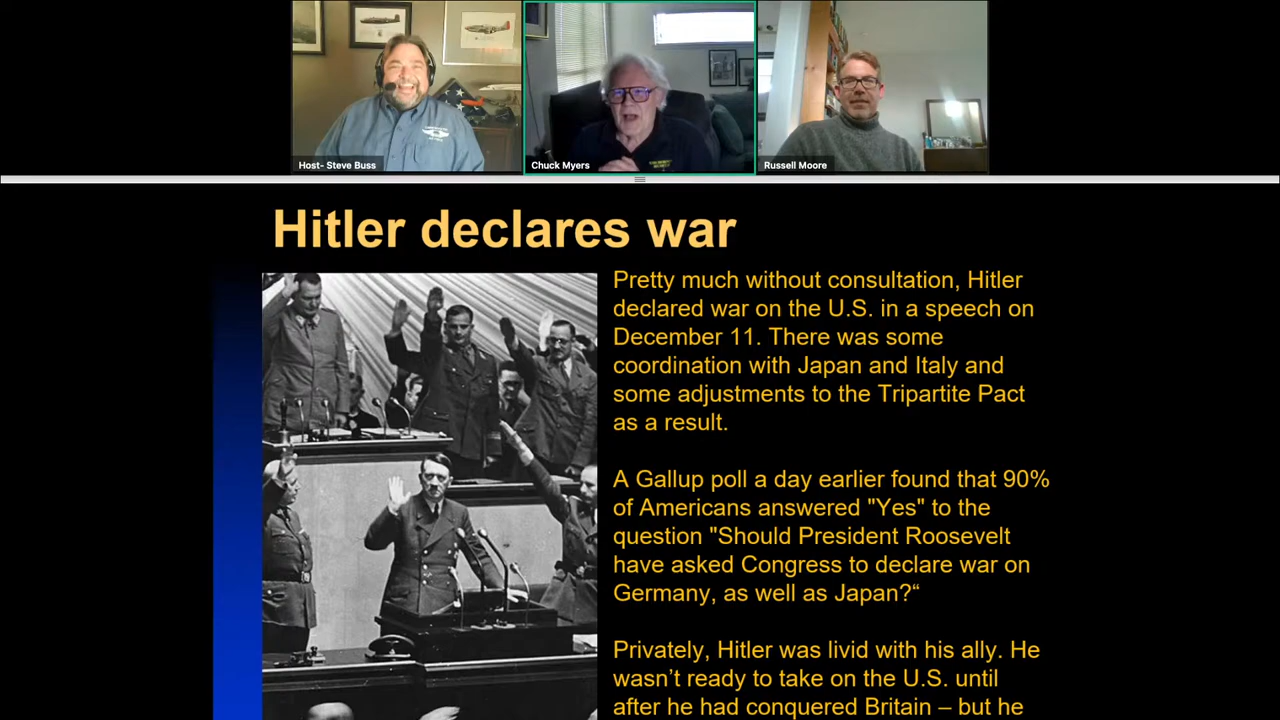 Host- Steve Buss
Chuck Myers
Russell Moore
Hitler declares war
Pretty much without consultation, Hitler
declared war on the U.S. in a speech on
December 11. There was some
coordination with Japan and Italy and
some adjustments to the Tripartite Pact
as a result.
A Gallup poll a day earlier found that 90%
of Americans answered "Yes" to the
question "Should President Roosevelt
have asked Congress to declare war on
Germany, as well as Japan?“
Privately, Hitler was livid with his ally. He
wasn’t ready to take on the U.S. until
after he had conquered Britain – but he